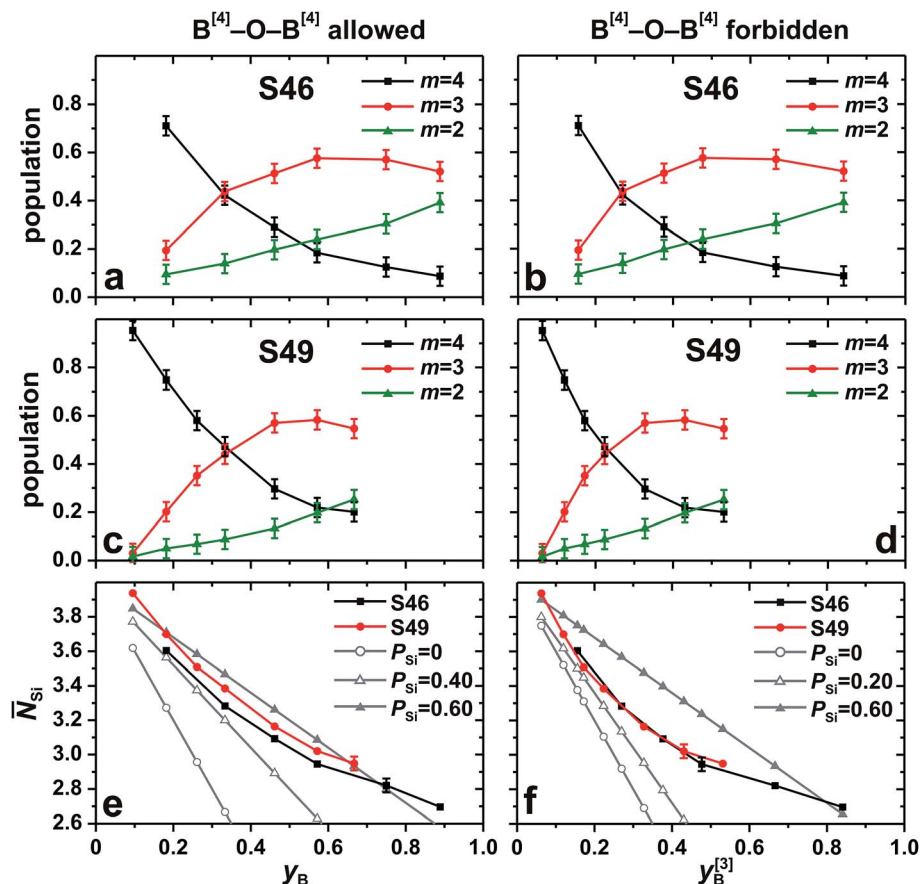 B[4]–O–B[4] allowed
B[4]–O–B[4] forbidden
S46
m=4
m=3
m=2
population
0.8
0.6
0.4
0.2
0.0
a
S46
m=4
m=3
m=2
b
S49
m=4
m=3
m=2
population
0.8
0.6
0.4
0.2
0.0
c
S49
m=4
m=3
m=2
d
N̅Si
3.8
3.6
3.4
3.2
3.0
2.8
2.6
S46
S49
PSi=0
PSi=0.40
PSi=0.60
e
0 0.2 0.4 0.6 0.8 1.0
yB
S46
S49
PSi=0
PSi=0.20
PSi=0.60
f
0 0.2 0.4 0.6 0.8 1.0
yB[3]